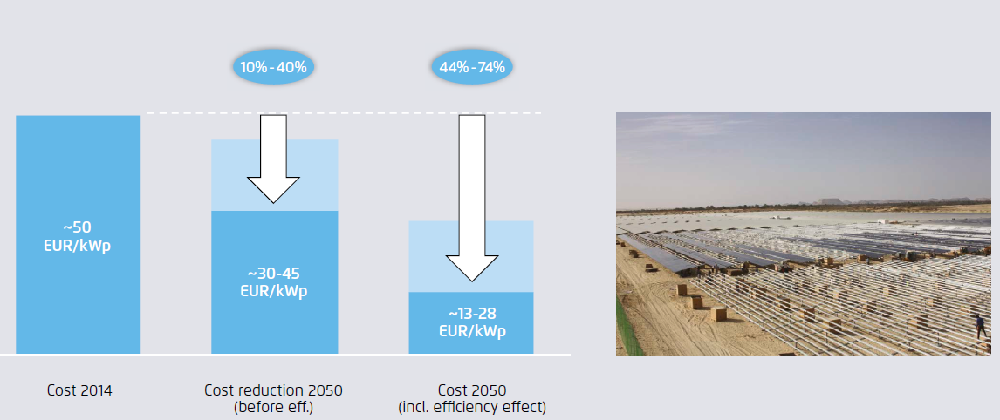 10%-40%
44%-74%
~50
EUR/kWp
~30-45
EUR/kWp
~13-28
EUR/kWp
Cost 2014
Cost reduction 2050
(before eff.)
Cost 2050
(incl. efficiency effect)